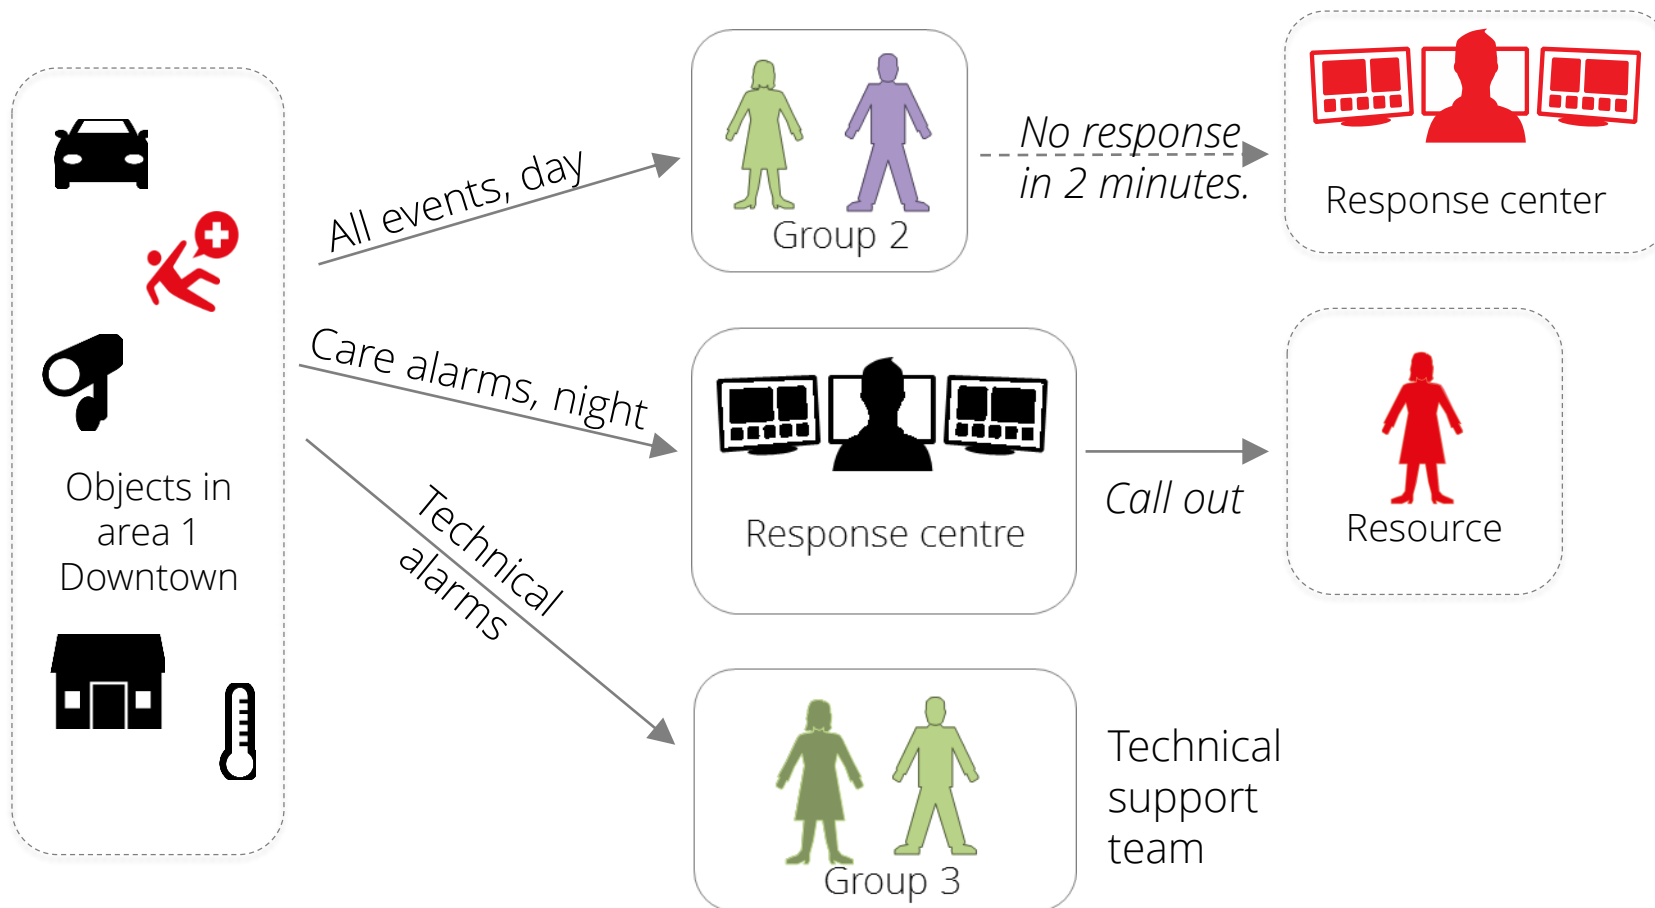 Objects in
area 1
Downtown
All events, day
Care alarms, night
Technical
alarms
Group 2
No response
in 2 minutes.
Response center
Response centre
Call out
Resource
Group 3
Technical
support
team